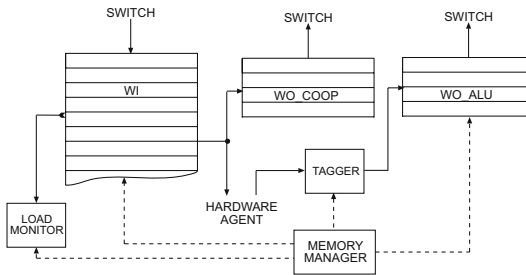 SWITCH
SWITCH
SWITCH
WI
WO_COOP
WO_ALU
TAGGER
HARDWARE
AGENT
LOAD
MONITOR
MEMORY
MANAGER